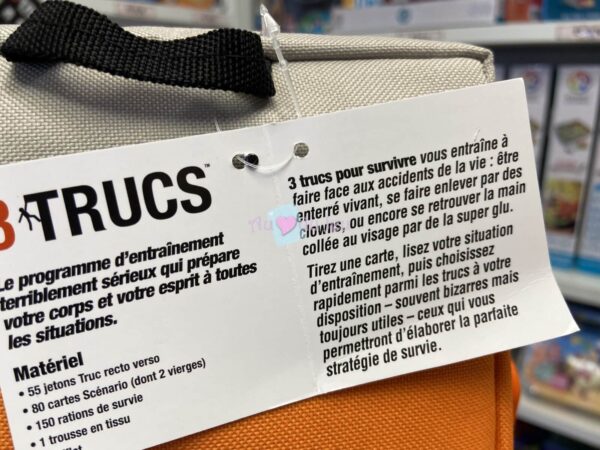 3 TRUCS™
Le programme d'entraînement
terriblement sérieux qui prépare
votre corps et votre esprit à toutes
les situations.
Matériel
• 55 jetons Truc recto verso
• 80 cartes Scénario (dont 2 vierges)
• 150 rations de survie
• 1 trousse en tissu
3 trucs pour survivre vous entraîne à
faire face aux accidents de la vie : être
enterré vivant, se faire enlever par des
clowns, ou encore se retrouver la main
collée au visage par de la super glu.
Tirez une carte, lisez votre situation
d'entraînement, puis choisissez
rapidement parmi les trucs à votre
disposition – souvent bizarres mais
toujours utiles – ceux qui vous
permettront d'élaborer la parfaite
stratégie de survie.